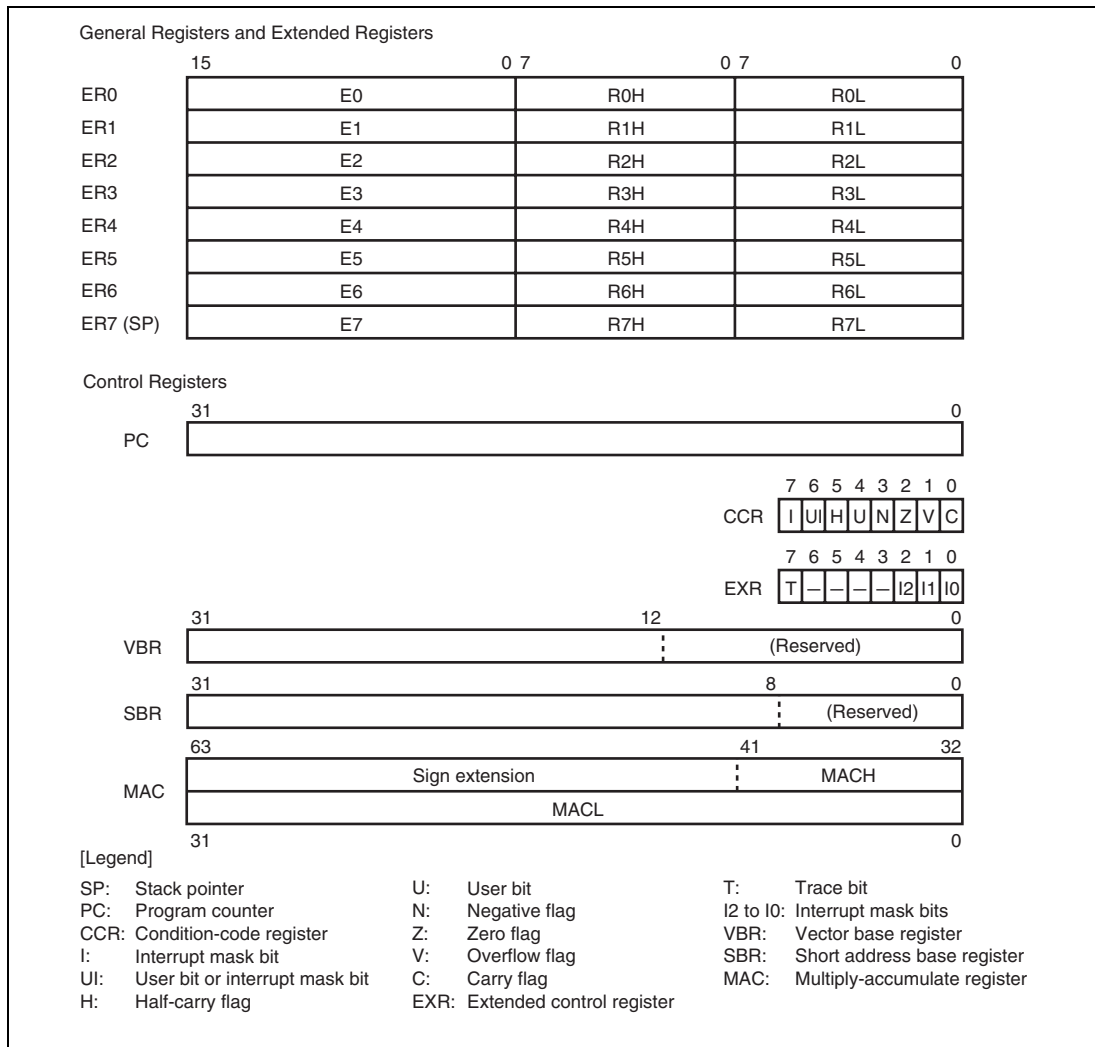 General Registers and Extended Registers
15 0 7 0 7 0
ER0 E0 R0H R0L
ER1 E1 R1H R1L
ER2 E2 R2H R2L
ER3 E3 R3H R3L
ER4 E4 R4H R4L
ER5 E5 R5H R5L
ER6 E6 R6H R6L
ER7 (SP) E7 R7H R7L
Control Registers
31 0
PC
7 6 5 4 3 2 1 0
CCR I UI H U N Z V C
7 6 5 4 3 2 1 0
EXR T — — — — I2 I1 I0
31 12 0
VBR (Reserved)
31 8 0
SBR (Reserved)
63 41 32
MAC Sign extension MACH
MACL
31 0
[Legend]
SP: Stack pointer U: User bit T: Trace bit
PC: Program counter N: Negative flag I2 to I0: Interrupt mask bits
CCR: Condition-code register Z: Zero flag VBR: Vector base register
I: Interrupt mask bit V: Overflow flag SBR: Short address base register
UI: User bit or interrupt mask bit C: Carry flag MAC: Multiply-accumulate register
H: Half-carry flag EXR: Extended control register